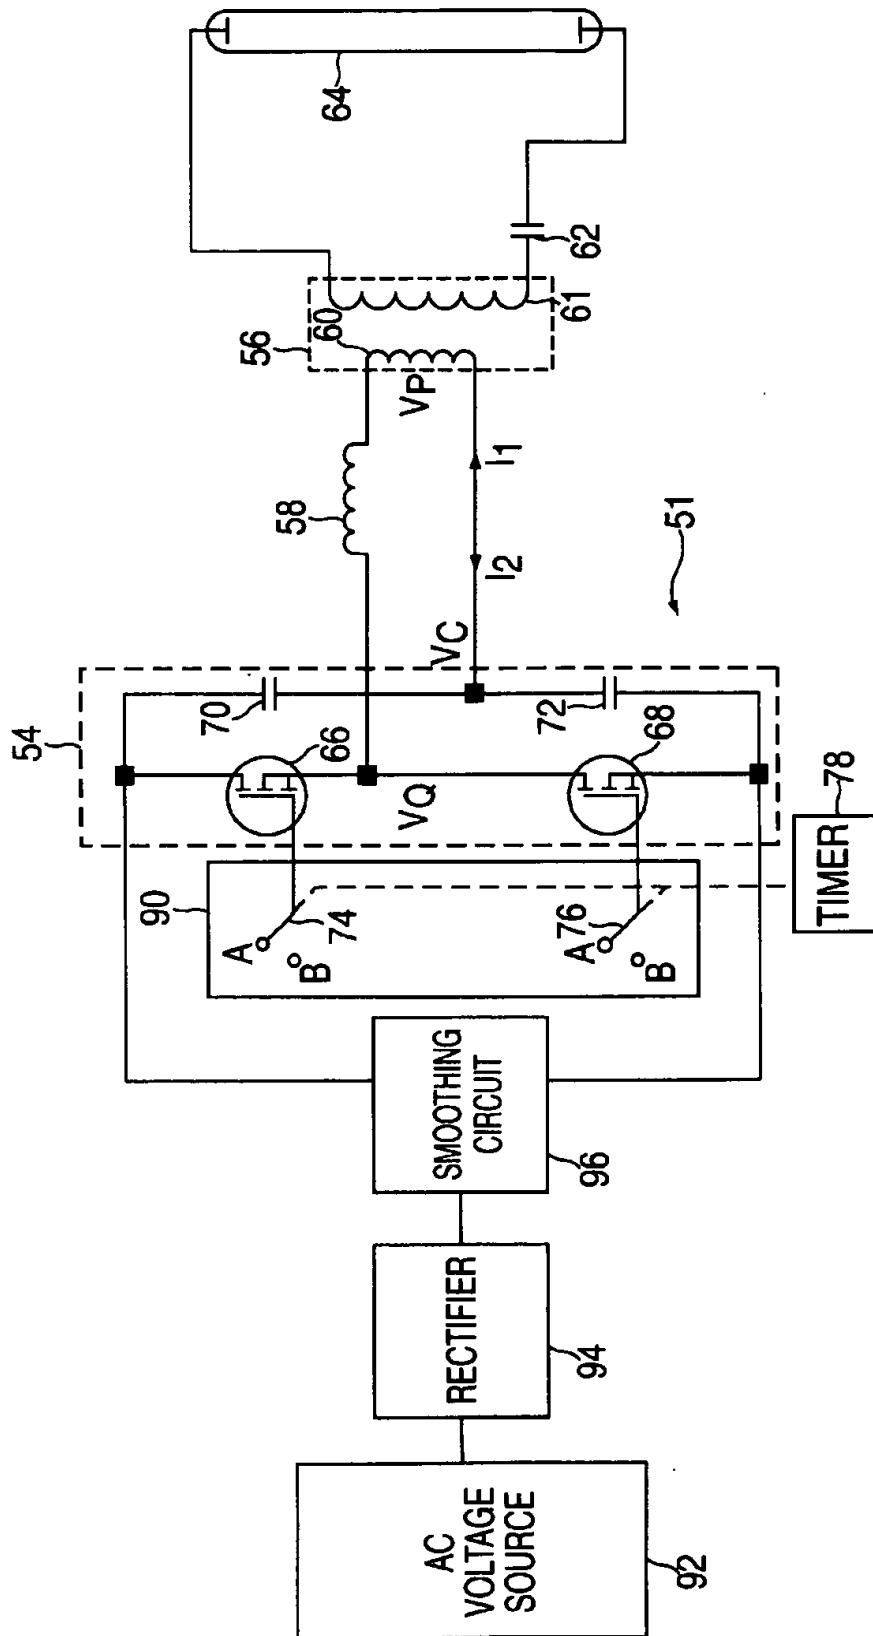 AC
VOLTAGE
SOURCE
92
RECTIFIER
94
SMOOTHING
CIRCUIT
96
90
A
B
74
A
B
76
TIMER
78
54
66
70
VQ
68
72
VC
I2
I1
51
58
VP
56
60
61
62
64